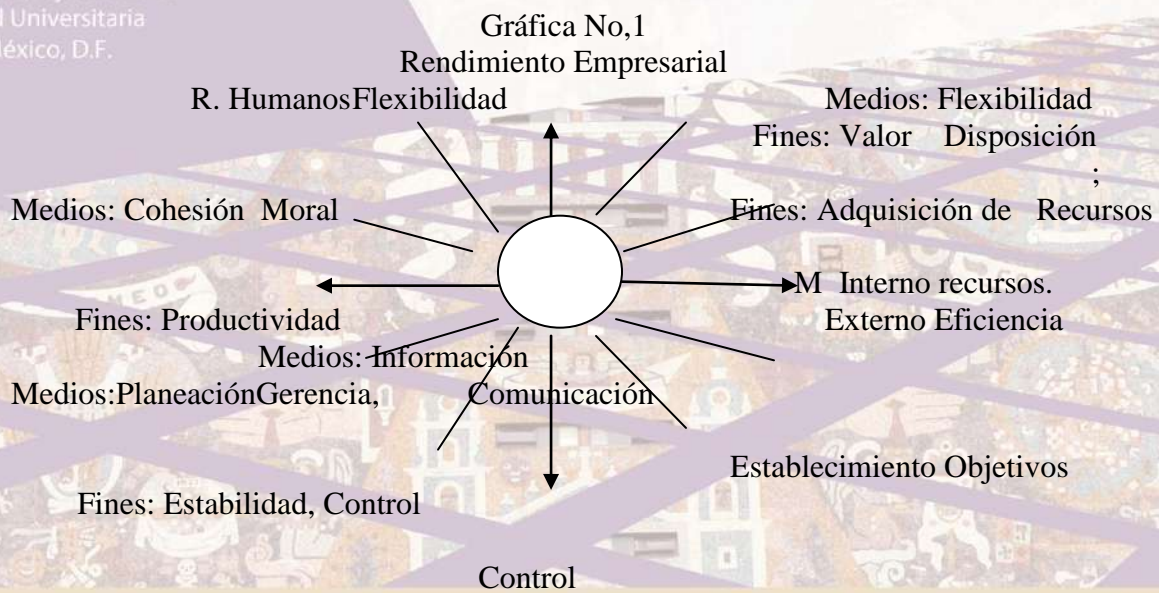 Universitaria
México, D.F.
Gráfica No,1
Rendimiento Empresarial
R. HumanosFlexibilidad
Medios: Flexibilidad
Fines: Valor Disposición
;
Medios: Cohesión Moral
Fines: Adquisición de Recursos
M Interno recursos.
Fines: Productividad
Externo Eficiencia
Medios: Información
Medios:PlaneaciónGerencia, Comunicación
Establecimiento Objetivos
Fines: Estabilidad, Control
Control